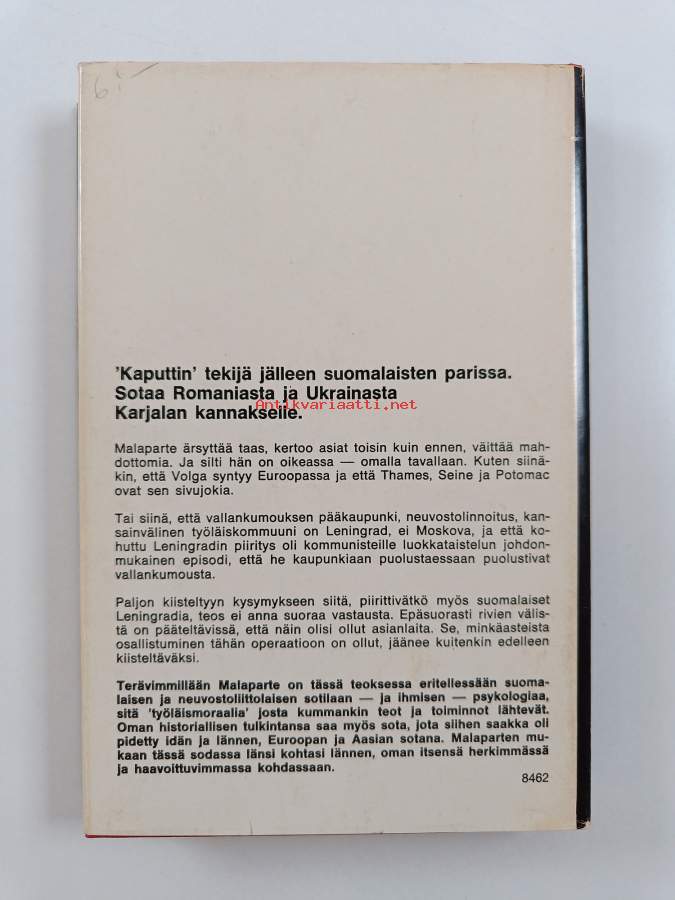 6:-
'Kaputtin' tekijä jälleen suomalaisten parissa.
Sotaa Romaniasta ja Ukrainasta
Antikvariaatti.net
Karjalan kannakselle.
Malaparte ärsyttää taas, kertoo asiat toisin kuin ennen, väittää mah-
dottomia. Ja silti hän on oikeassa — omalla tavallaan. Kuten siinä-
kin, että Volga syntyy Euroopassa ja että Thames, Seine ja Potomac
ovat sen sivujokia.
Tai siinä, että vallankumouksen pääkaupunki, neuvostolinnoitus, kan-
sainvälinen työläiskommuuni on Leningrad, ei Moskova, ja että ko-
huttu Leningradin piiritys oli kommunisteille luokkataistelun johdon-
mukainen episodi, että he kaupunkiaan puolustaessaan puolustivat
vallankumousta.
Paljon kiisteltyyn kysymykseen siitä, piirittivätkö myös suomalaiset
Leningradia, teos ei anna suoraa vastausta. Epäsuorasti rivien välis-
tä on pääteltävissä, että näin olisi ollut asianlaita. Se, minkäasteista
osallistuminen tähän operaatioon on ollut, jäänee kuitenkin edelleen
kiisteltäväksi.
Terävimmillään Malaparte on tässä teoksessa eritellessään suoma-
laisen ja neuvostoliittolaisen sotilaan — ja ihmisen — psykologiaa,
sitä 'työläismoraalia' josta kummankin teot ja toiminnot lähtevät.
Oman historiallisen tulkintansa saa myös sota, jota siihen saakka oli
pidetty idän ja lännen, Euroopan ja Aasian sotana. Malaparten mu-
kaan tässä sodassa länsi kohtasi lännen, oman itsensä herkimmässä
ja haavoittuvimmassa kohdassaan.
8462